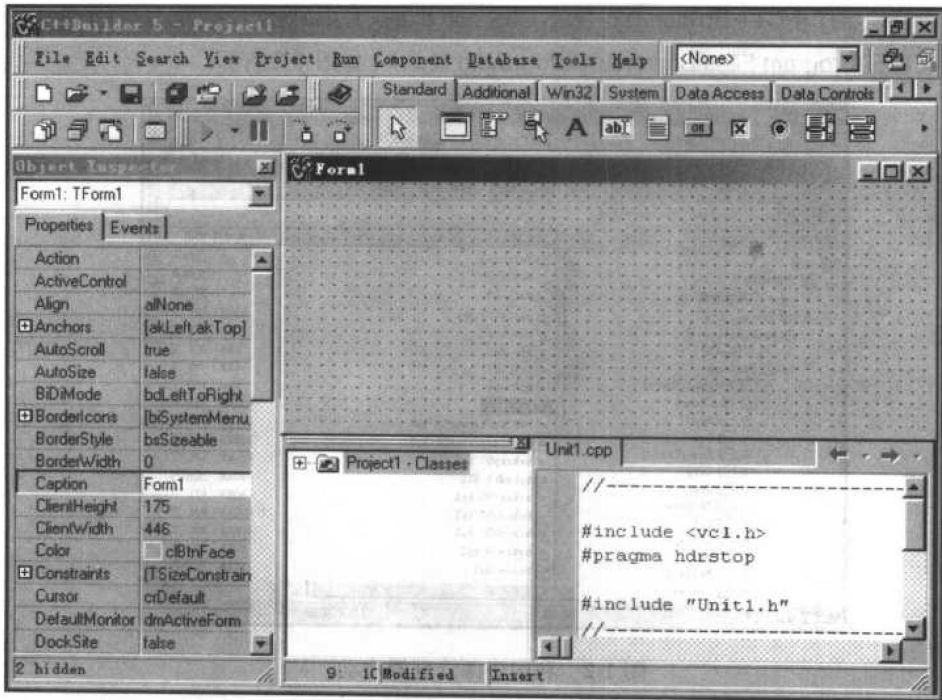 C++Builder 5 - Project1
File Edit Search View Project Run Component Database Tools Help
<None>
Standard Additional Win32 System Data Access Data Controls
A ab OK
Object Inspector
Form1
Form1: TForm1
Properties Events
Action
ActiveControl
Align alNone
Anchors [akLeft,akTop]
AutoScroll true
AutoSize false
BiDiMode bdLeftToRight
BorderIcons [biSystemMenu,
BorderStyle bsSizeable
BorderWidth 0
Caption Form1
ClientHeight 175
ClientWidth 446
Color clBtnFace
Constraints (TSizeConstrain
Cursor crDefault
DefaultMonitor dmActiveForm
DockSite false
2 hidden
Project1 - Classes
Unit1.cpp
//------------------------------
#include <vcl.h>
#pragma hdrstop
#include "Unit1.h"
//------------------------------
9: 10 Modified Insert